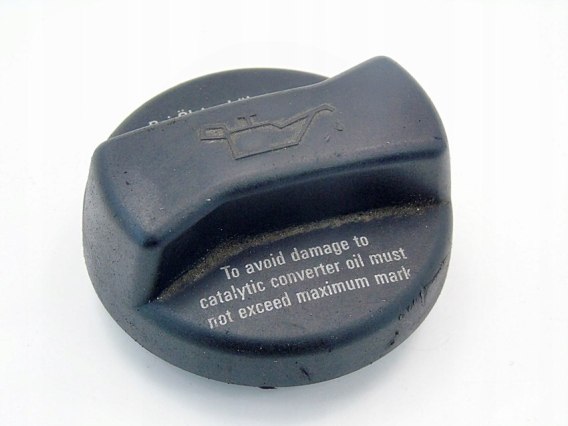 To avoid damage to
catalytic converter oil must
not exceed maximum mark